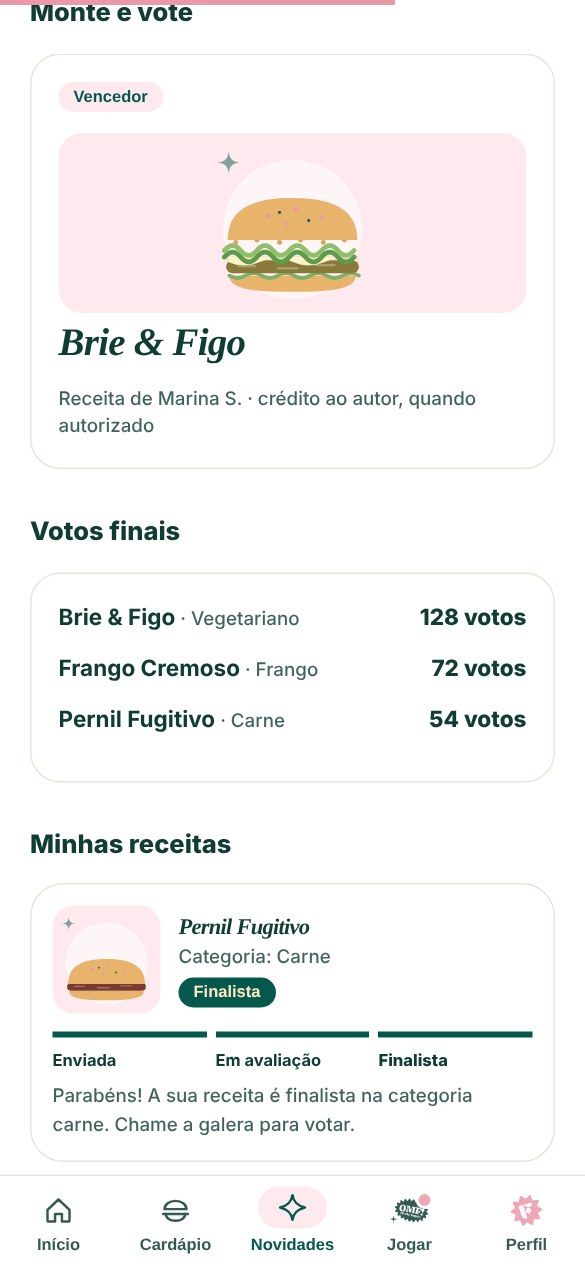 Monte e vote
Vencedor
Brie & Figo
Receita de Marina S. · crédito ao autor, quando
autorizado
Votos finais
Brie & Figo · Vegetariano 128 votos
Frango Cremoso · Frango 72 votos
Pernil Fugitivo · Carne 54 votos
Minhas receitas
Pernil Fugitivo
Categoria: Carne
Finalista
Enviada Em avaliação Finalista
Parabéns! A sua receita é finalista na categoria
carne. Chame a galera para votar.
OME!
Início Cardápio Novidades Jogar Perfil